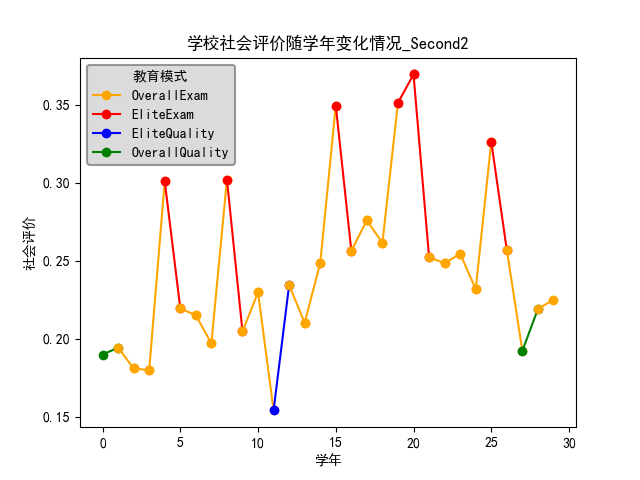 学校社会评价随学年变化情况_Second2
教育模式
OverallExam
EliteExam
EliteQuality
OverallQuality
社会评价
0.35
0.30
0.25
0.20
0.15
0 5 10 15 20 25 30
学年